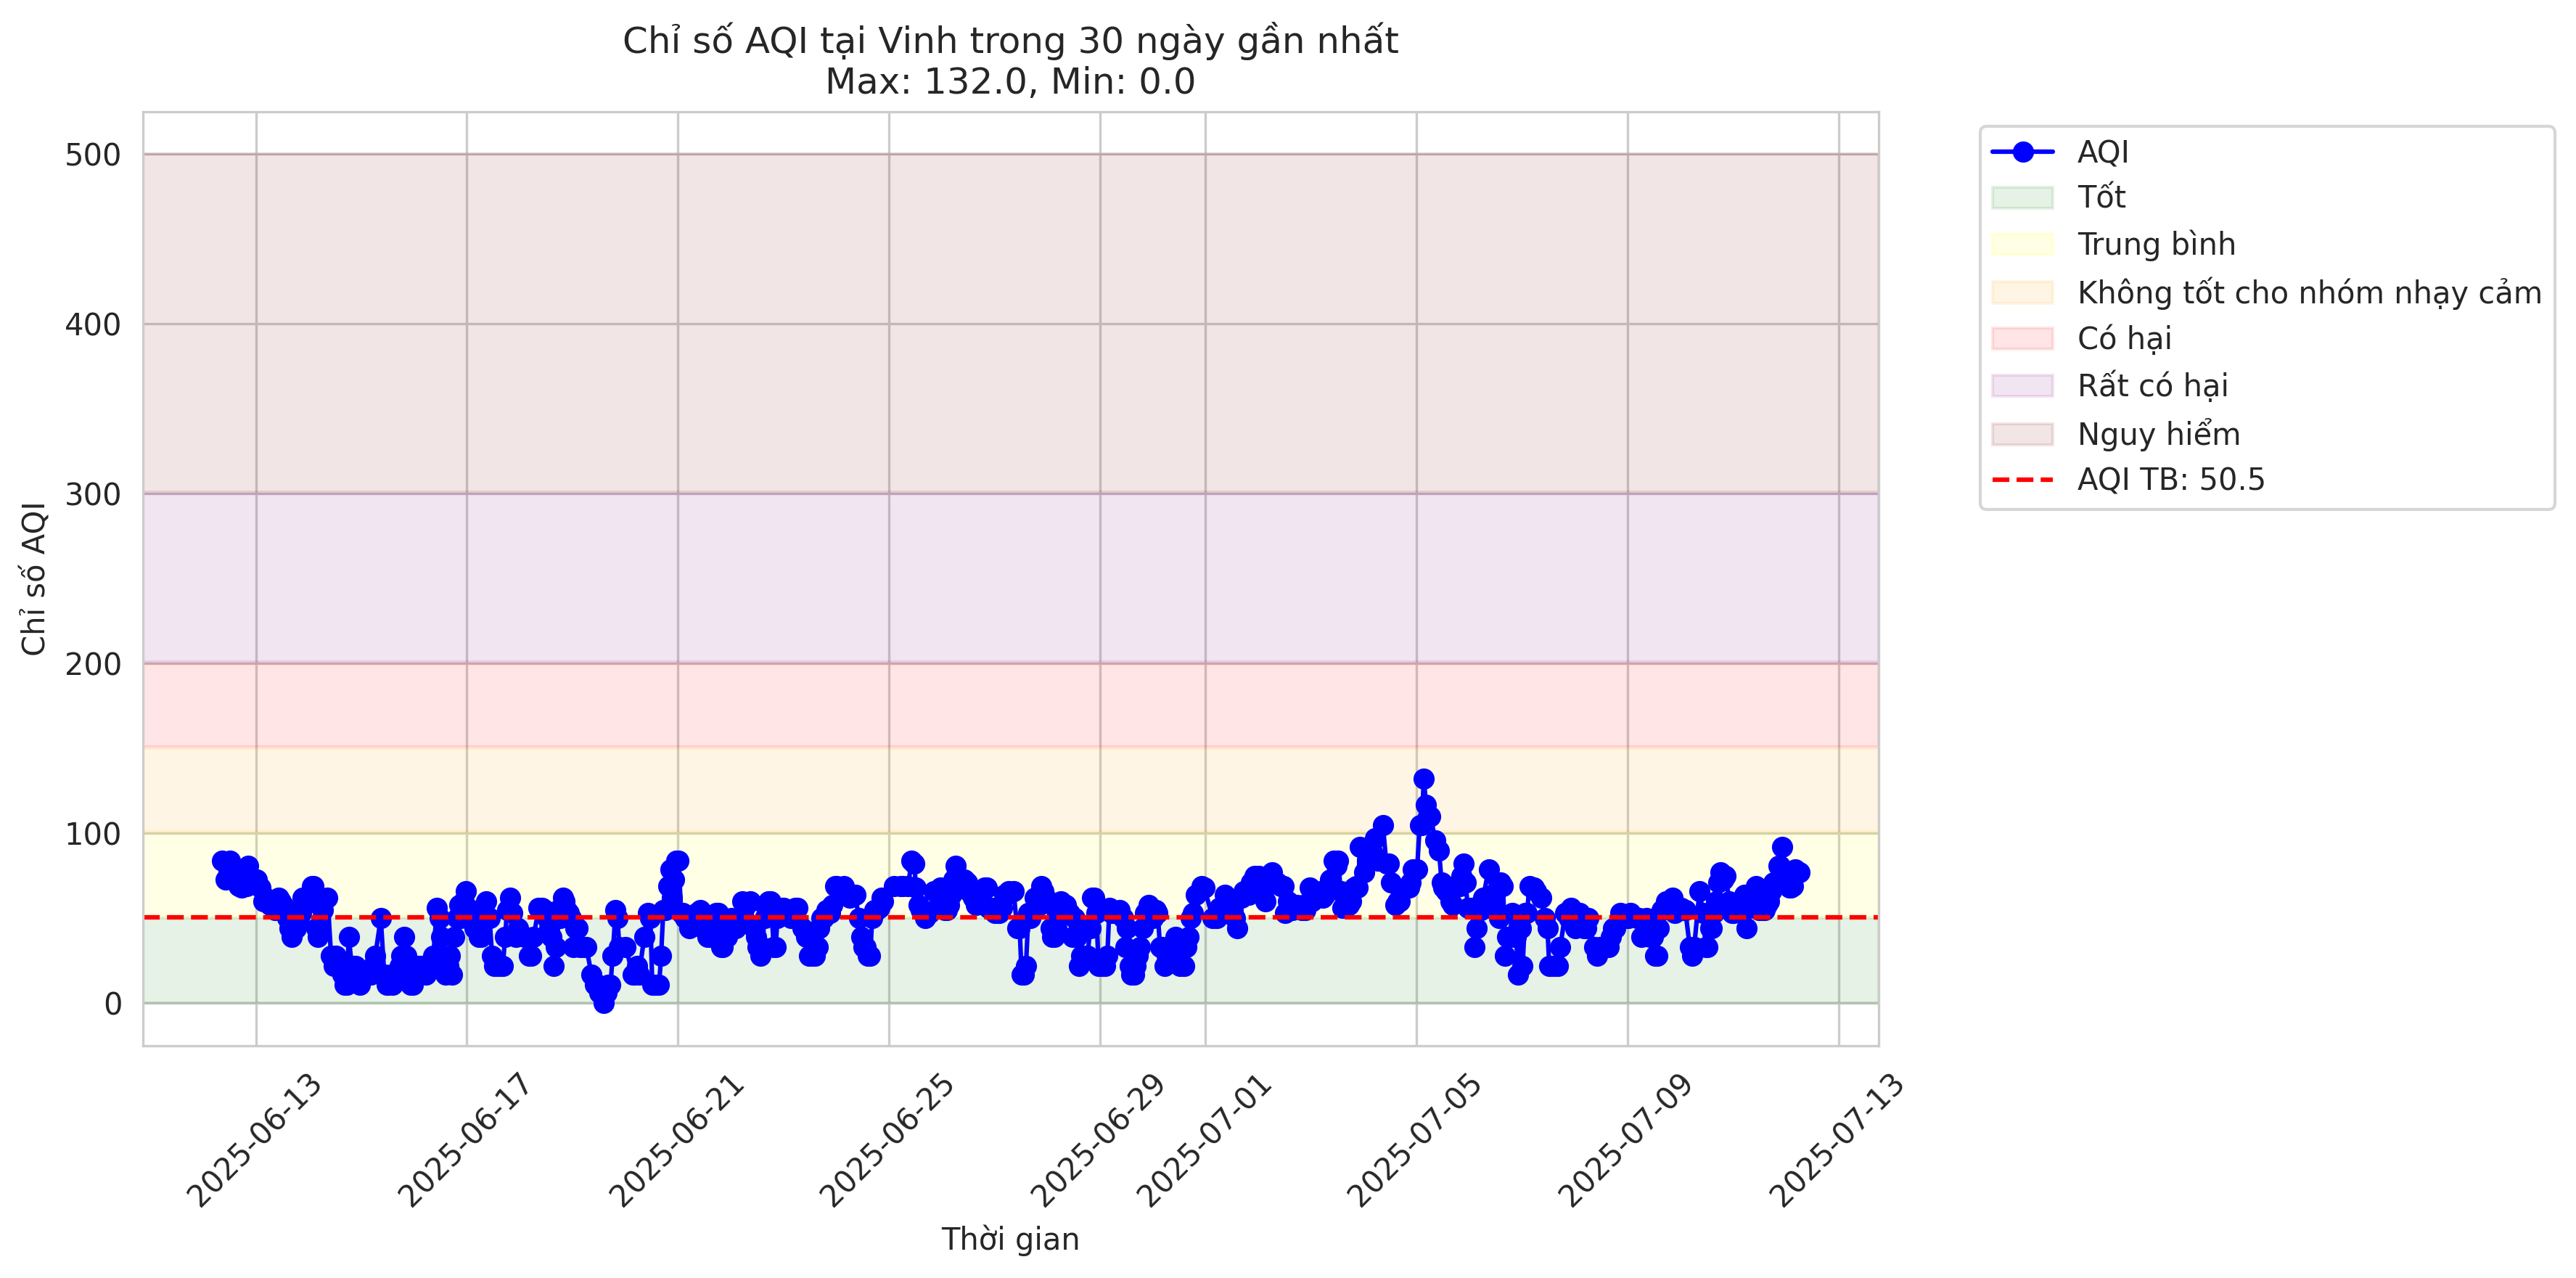 Chỉ số AQI tại Vinh trong 30 ngày gần nhất
Max: 132.0, Min: 0.0
Chỉ số AQI
500
400
300
200
100
0
2025-06-13
2025-06-17
2025-06-21
2025-06-25
2025-06-29
2025-07-01
2025-07-05
2025-07-09
2025-07-13
Thời gian
AQI
Tốt
Trung bình
Không tốt cho nhóm nhạy cảm
Có hại
Rất có hại
Nguy hiểm
AQI TB: 50.5